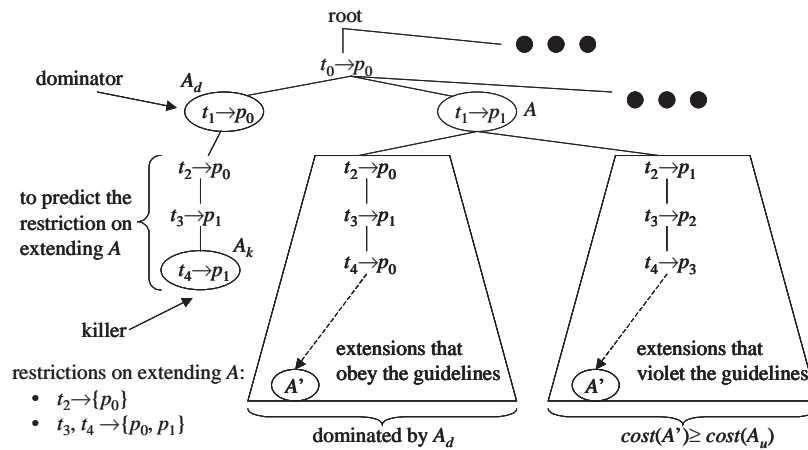 root
t0→p0
dominator
Ad
t1→p0
t1→p1
A
t2→p0
t3→p1
Ak
t4→p1
to predict the
restriction on
extending A
killer
t2→p0
t3→p1
t4→p0
A'
extensions that
obey the guidelines
dominated by Ad
t2→p1
t3→p2
t4→p3
A'
extensions that
violet the guidelines
cost(A')≥ cost(Au)
restrictions on extending A:
• t2→{p0}
• t3, t4 →{p0, p1}